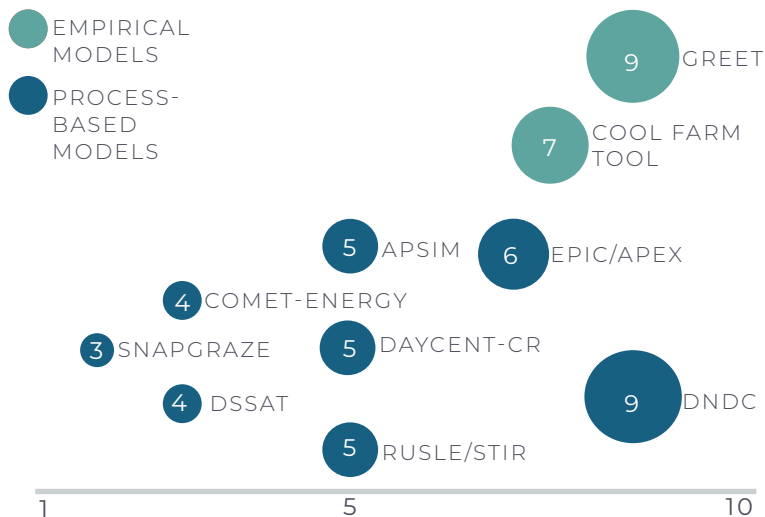 EMPIRICAL
MODELS
PROCESS-
BASED
MODELS
9 GREET
7 COOL FARM
TOOL
5 APSIM
6 EPIC/APEX
4 COMET-ENERGY
3 SNAPGRAZE
5 DAYCENT-CR
4 DSSAT
9 DNDC
5 RUSLE/STIR
1 5 10